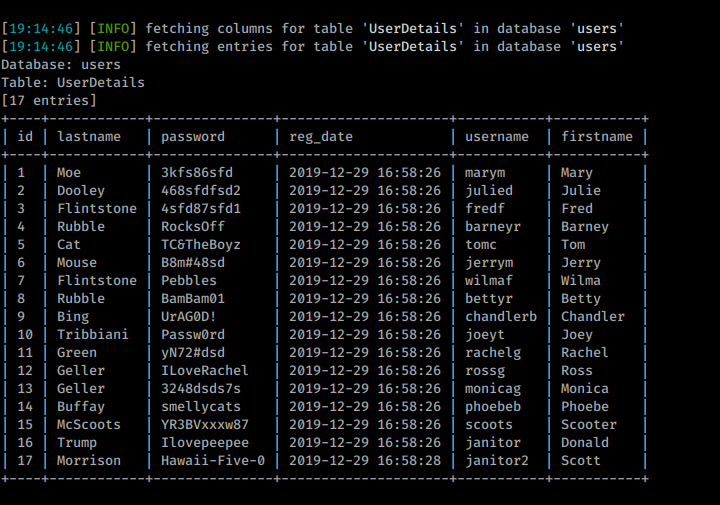 [19:14:46] [INFO] fetching columns for table 'UserDetails' in database 'users'
[19:14:46] [INFO] fetching entries for table 'UserDetails' in database 'users'
Database: users
Table: UserDetails
[17 entries]
+----+------------+---------------+---------------------+-----------+-----------+
| id | lastname   | password      | reg_date            | username  | firstname |
+----+------------+---------------+---------------------+-----------+-----------+
| 1  | Moe        | 3kfs86sfd     | 2019-12-29 16:58:26 | marym     | Mary      |
| 2  | Dooley     | 468sfdfsd2    | 2019-12-29 16:58:26 | julied    | Julie     |
| 3  | Flintstone | 4sfd87sfd1    | 2019-12-29 16:58:26 | fredf     | Fred      |
| 4  | Rubble     | RocksOff      | 2019-12-29 16:58:26 | barneyr   | Barney    |
| 5  | Cat        | TC&TheBoyz    | 2019-12-29 16:58:26 | tomc      | Tom       |
| 6  | Mouse      | B8m#48sd      | 2019-12-29 16:58:26 | jerrym    | Jerry     |
| 7  | Flintstone | Pebbles       | 2019-12-29 16:58:26 | wilmaf    | Wilma     |
| 8  | Rubble     | BamBam01      | 2019-12-29 16:58:26 | bettyr    | Betty     |
| 9  | Bing       | UrAG0D!       | 2019-12-29 16:58:26 | chandlerb | Chandler  |
| 10 | Tribbiani  | Passw0rd      | 2019-12-29 16:58:26 | joeyt     | Joey      |
| 11 | Green      | yN72#dsd      | 2019-12-29 16:58:26 | rachelg   | Rachel    |
| 12 | Geller     | ILoveRachel   | 2019-12-29 16:58:26 | rossg     | Ross      |
| 13 | Geller     | 3248dsds7s    | 2019-12-29 16:58:26 | monicag   | Monica    |
| 14 | Buffay     | smellycats    | 2019-12-29 16:58:26 | phoebeb   | Phoebe    |
| 15 | McScoots   | YR3BVxxxw87   | 2019-12-29 16:58:26 | scoots    | Scooter   |
| 16 | Trump      | Ilovepeepee   | 2019-12-29 16:58:26 | janitor   | Donald    |
| 17 | Morrison   | Hawaii-Five-0 | 2019-12-29 16:58:28 | janitor2  | Scott     |
+----+------------+---------------+---------------------+-----------+-----------+